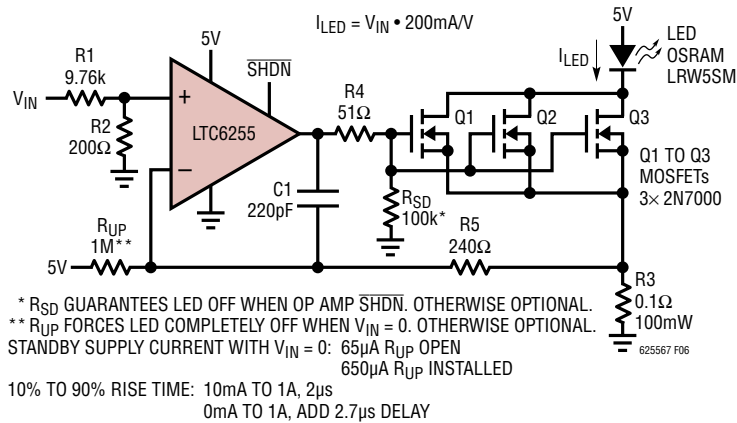 I_LED = V_IN • 200mA/V
5V
5V
LED
OSRAM
LRW5SM
I_LED
R1
9.76k
V_IN
R2
200Ω
+
−
LTC6255
S̅H̅D̅N̅
R4
51Ω
Q1
Q2
Q3
Q1 TO Q3
MOSFETs
3× 2N7000
C1
220pF
R_SD
100k*
R_UP
1M**
5V
R5
240Ω
R3
0.1Ω
100mW
* R_SD GUARANTEES LED OFF WHEN OP AMP S̅H̅D̅N̅. OTHERWISE OPTIONAL.
** R_UP FORCES LED COMPLETELY OFF WHEN V_IN = 0. OTHERWISE OPTIONAL.
STANDBY SUPPLY CURRENT WITH V_IN = 0: 65µA R_UP OPEN
650µA R_UP INSTALLED
625567 F06
10% TO 90% RISE TIME: 10mA TO 1A, 2µs
0mA TO 1A, ADD 2.7µs DELAY